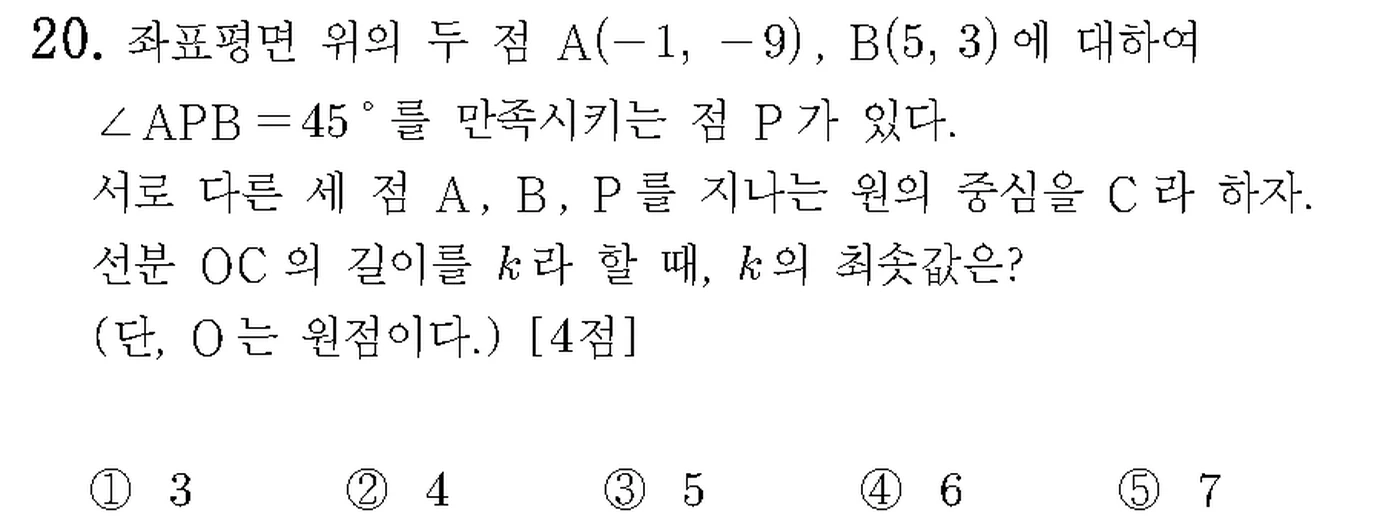 20. 좌표평면 위의 두 점 A(−1, −9), B(5, 3)에 대하여
∠APB=45°를 만족시키는 점 P가 있다.
서로 다른 세 점 A, B, P를 지나는 원의 중심을 C라 하자.
선분 OC의 길이를 k라 할 때, k의 최솟값은?
(단, O는 원점이다.) [4점]
① 3 ② 4 ③ 5 ④ 6 ⑤ 7